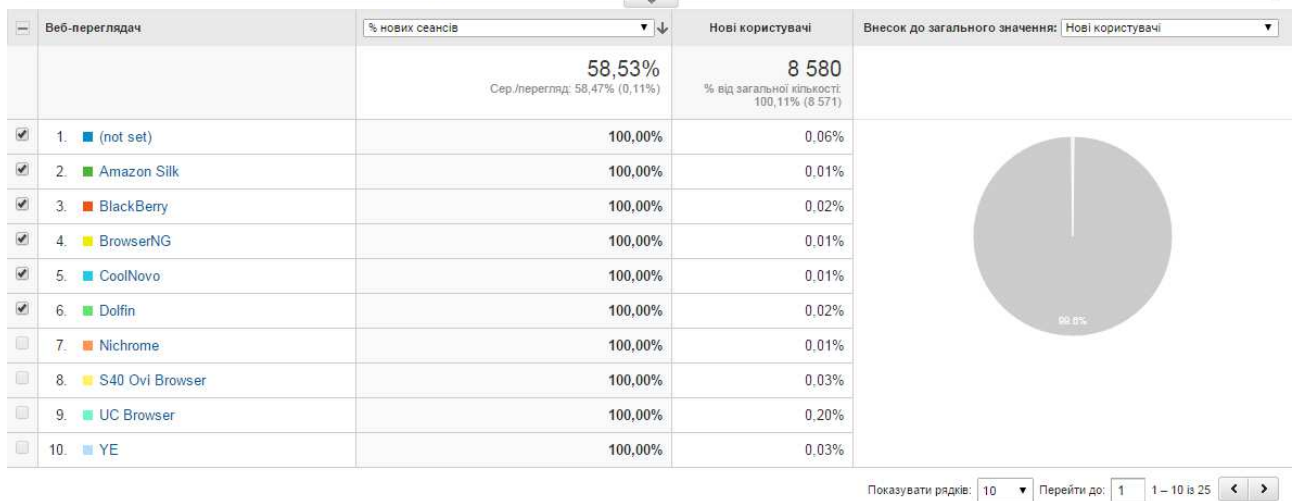 Веб-переглядач % нових сеансів Нові користувачі Внесок до загального значення: Нові користувачі
58,53% 8 580
Сер./перегляд: 58,47% (0,11%) % від загальної кількості:
100,11% (8 571)
1. (not set) 100,00% 0,06%
2. Amazon Silk 100,00% 0,01%
3. BlackBerry 100,00% 0,02%
4. BrowserNG 100,00% 0,01%
5. CoolNovo 100,00% 0,01%
6. Dolfin 100,00% 0,02%
99.6%
7. Nichrome 100,00% 0,01%
8. S40 Ovi Browser 100,00% 0,03%
9. UC Browser 100,00% 0,20%
10. YE 100,00% 0,03%
Показувати рядків: 10 Перейти до: 1 1 – 10 із 25